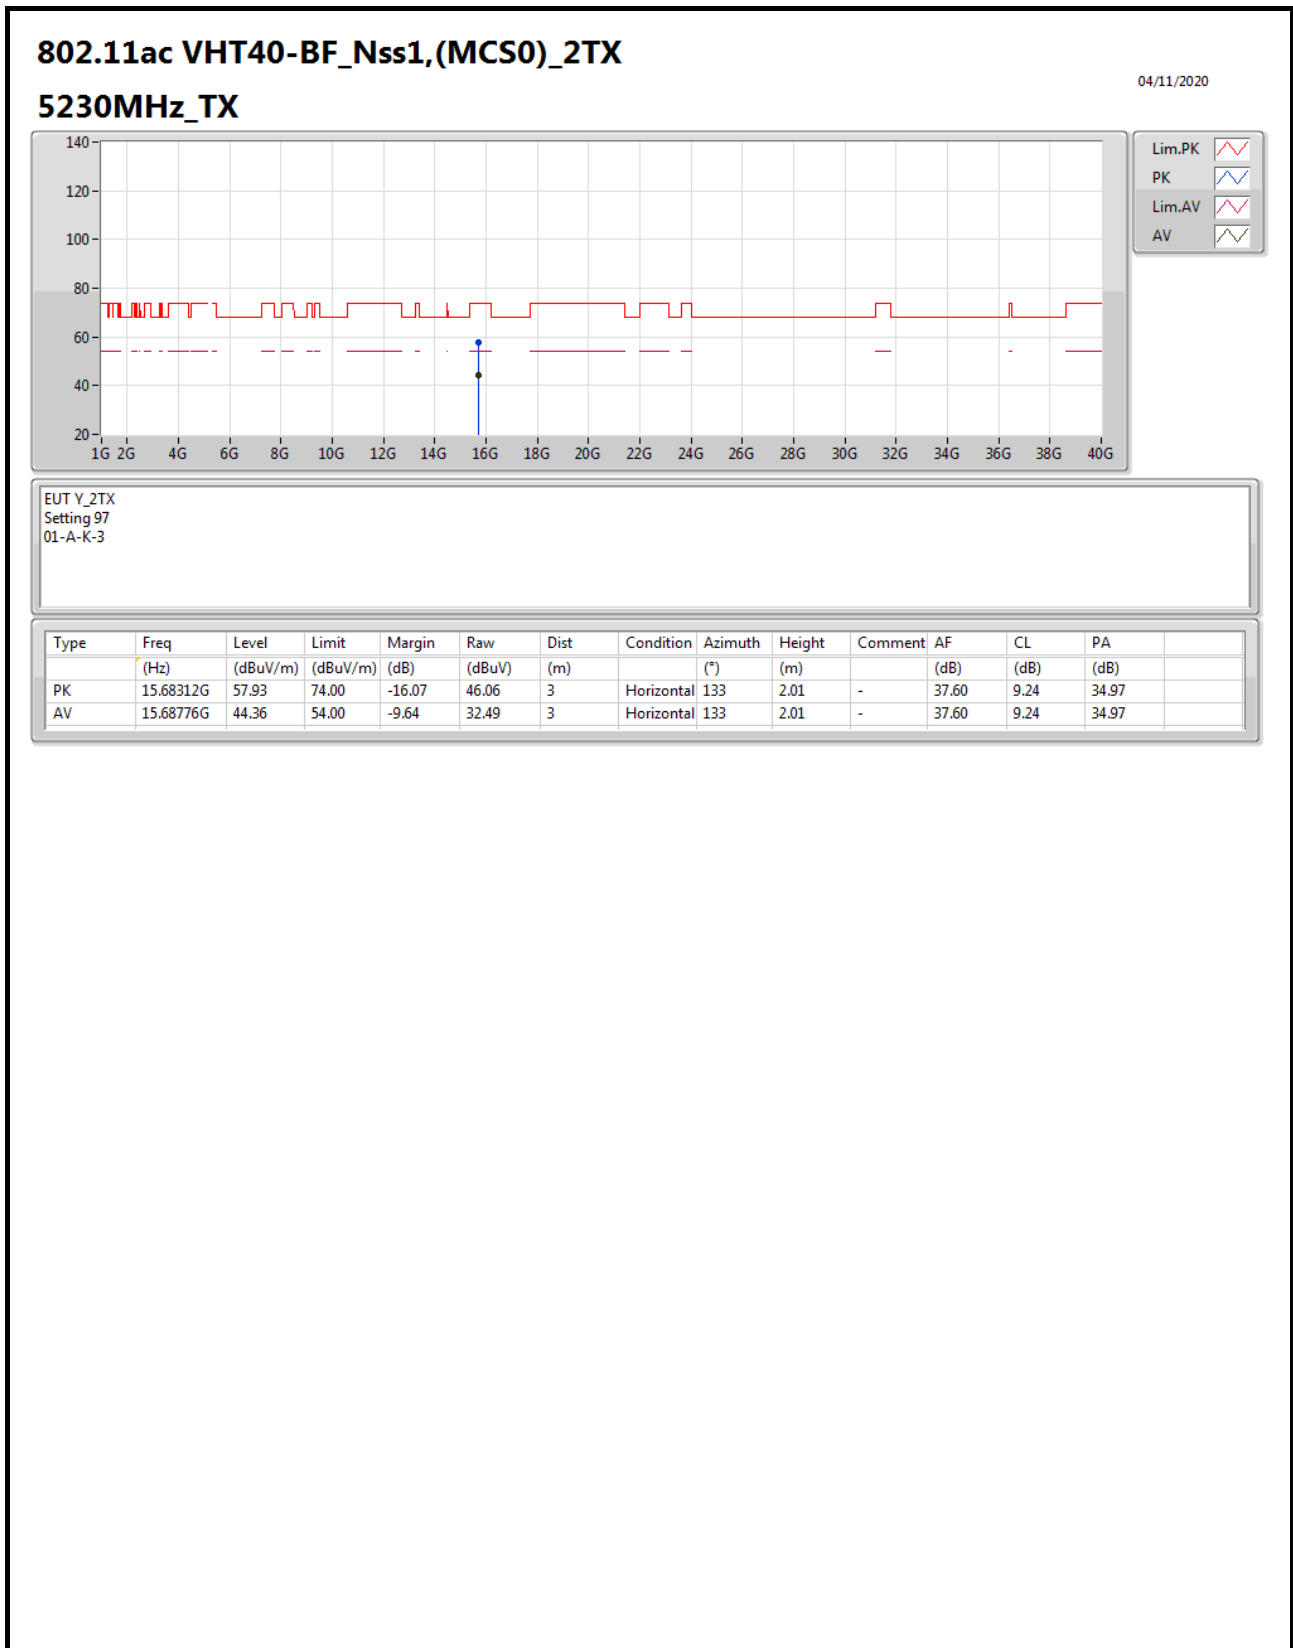 802.11ac VHT40-BF_Nss1,(MCS0)_2TX
04/11/2020
5230MHz_TX
140
120
100
80
60
40
20
1G 2G 4G 6G 8G 10G 12G 14G 16G 18G 20G 22G 24G 26G 28G 30G 32G 34G 36G 38G 40G
Lim.PK
PK
Lim.AV
AV
EUT Y_2TX
Setting 97
01-A-K-3
Type Freq Level Limit Margin Raw Dist Condition Azimuth Height Comment AF CL PA
(Hz) (dBuV/m) (dBuV/m) (dB) (dBuV) (m) (°) (m) (dB) (dB) (dB)
PK 15.68312G 57.93 74.00 -16.07 46.06 3 Horizontal 133 2.01 - 37.60 9.24 34.97
AV 15.68776G 44.36 54.00 -9.64 32.49 3 Horizontal 133 2.01 - 37.60 9.24 34.97